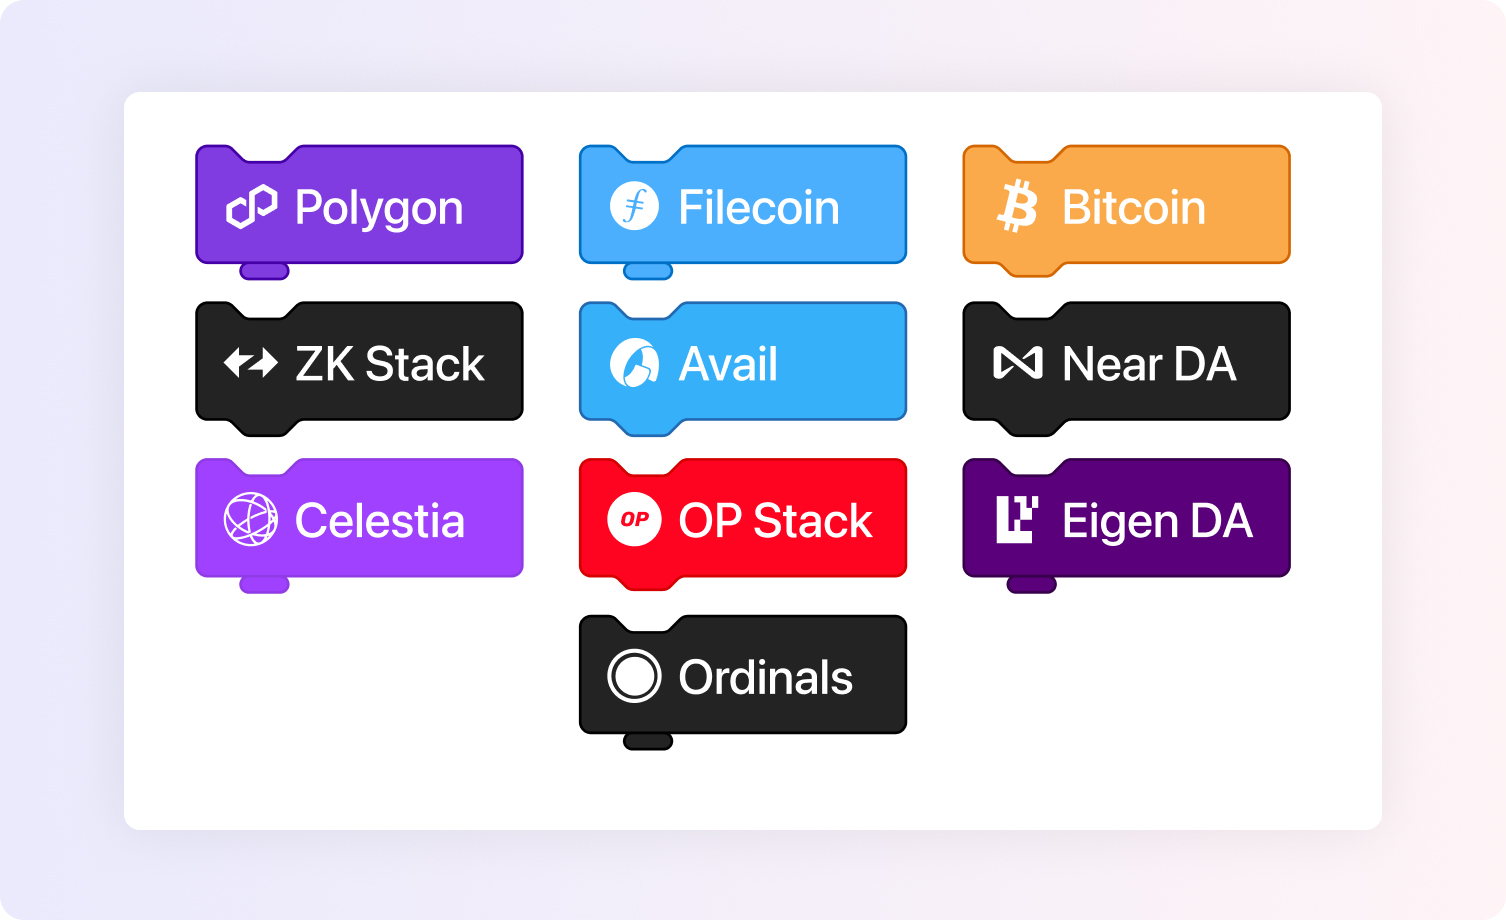 Polygon
Filecoin
Bitcoin
ZK Stack
Avail
Near DA
Celestia
OP OP Stack
Eigen DA
Ordinals